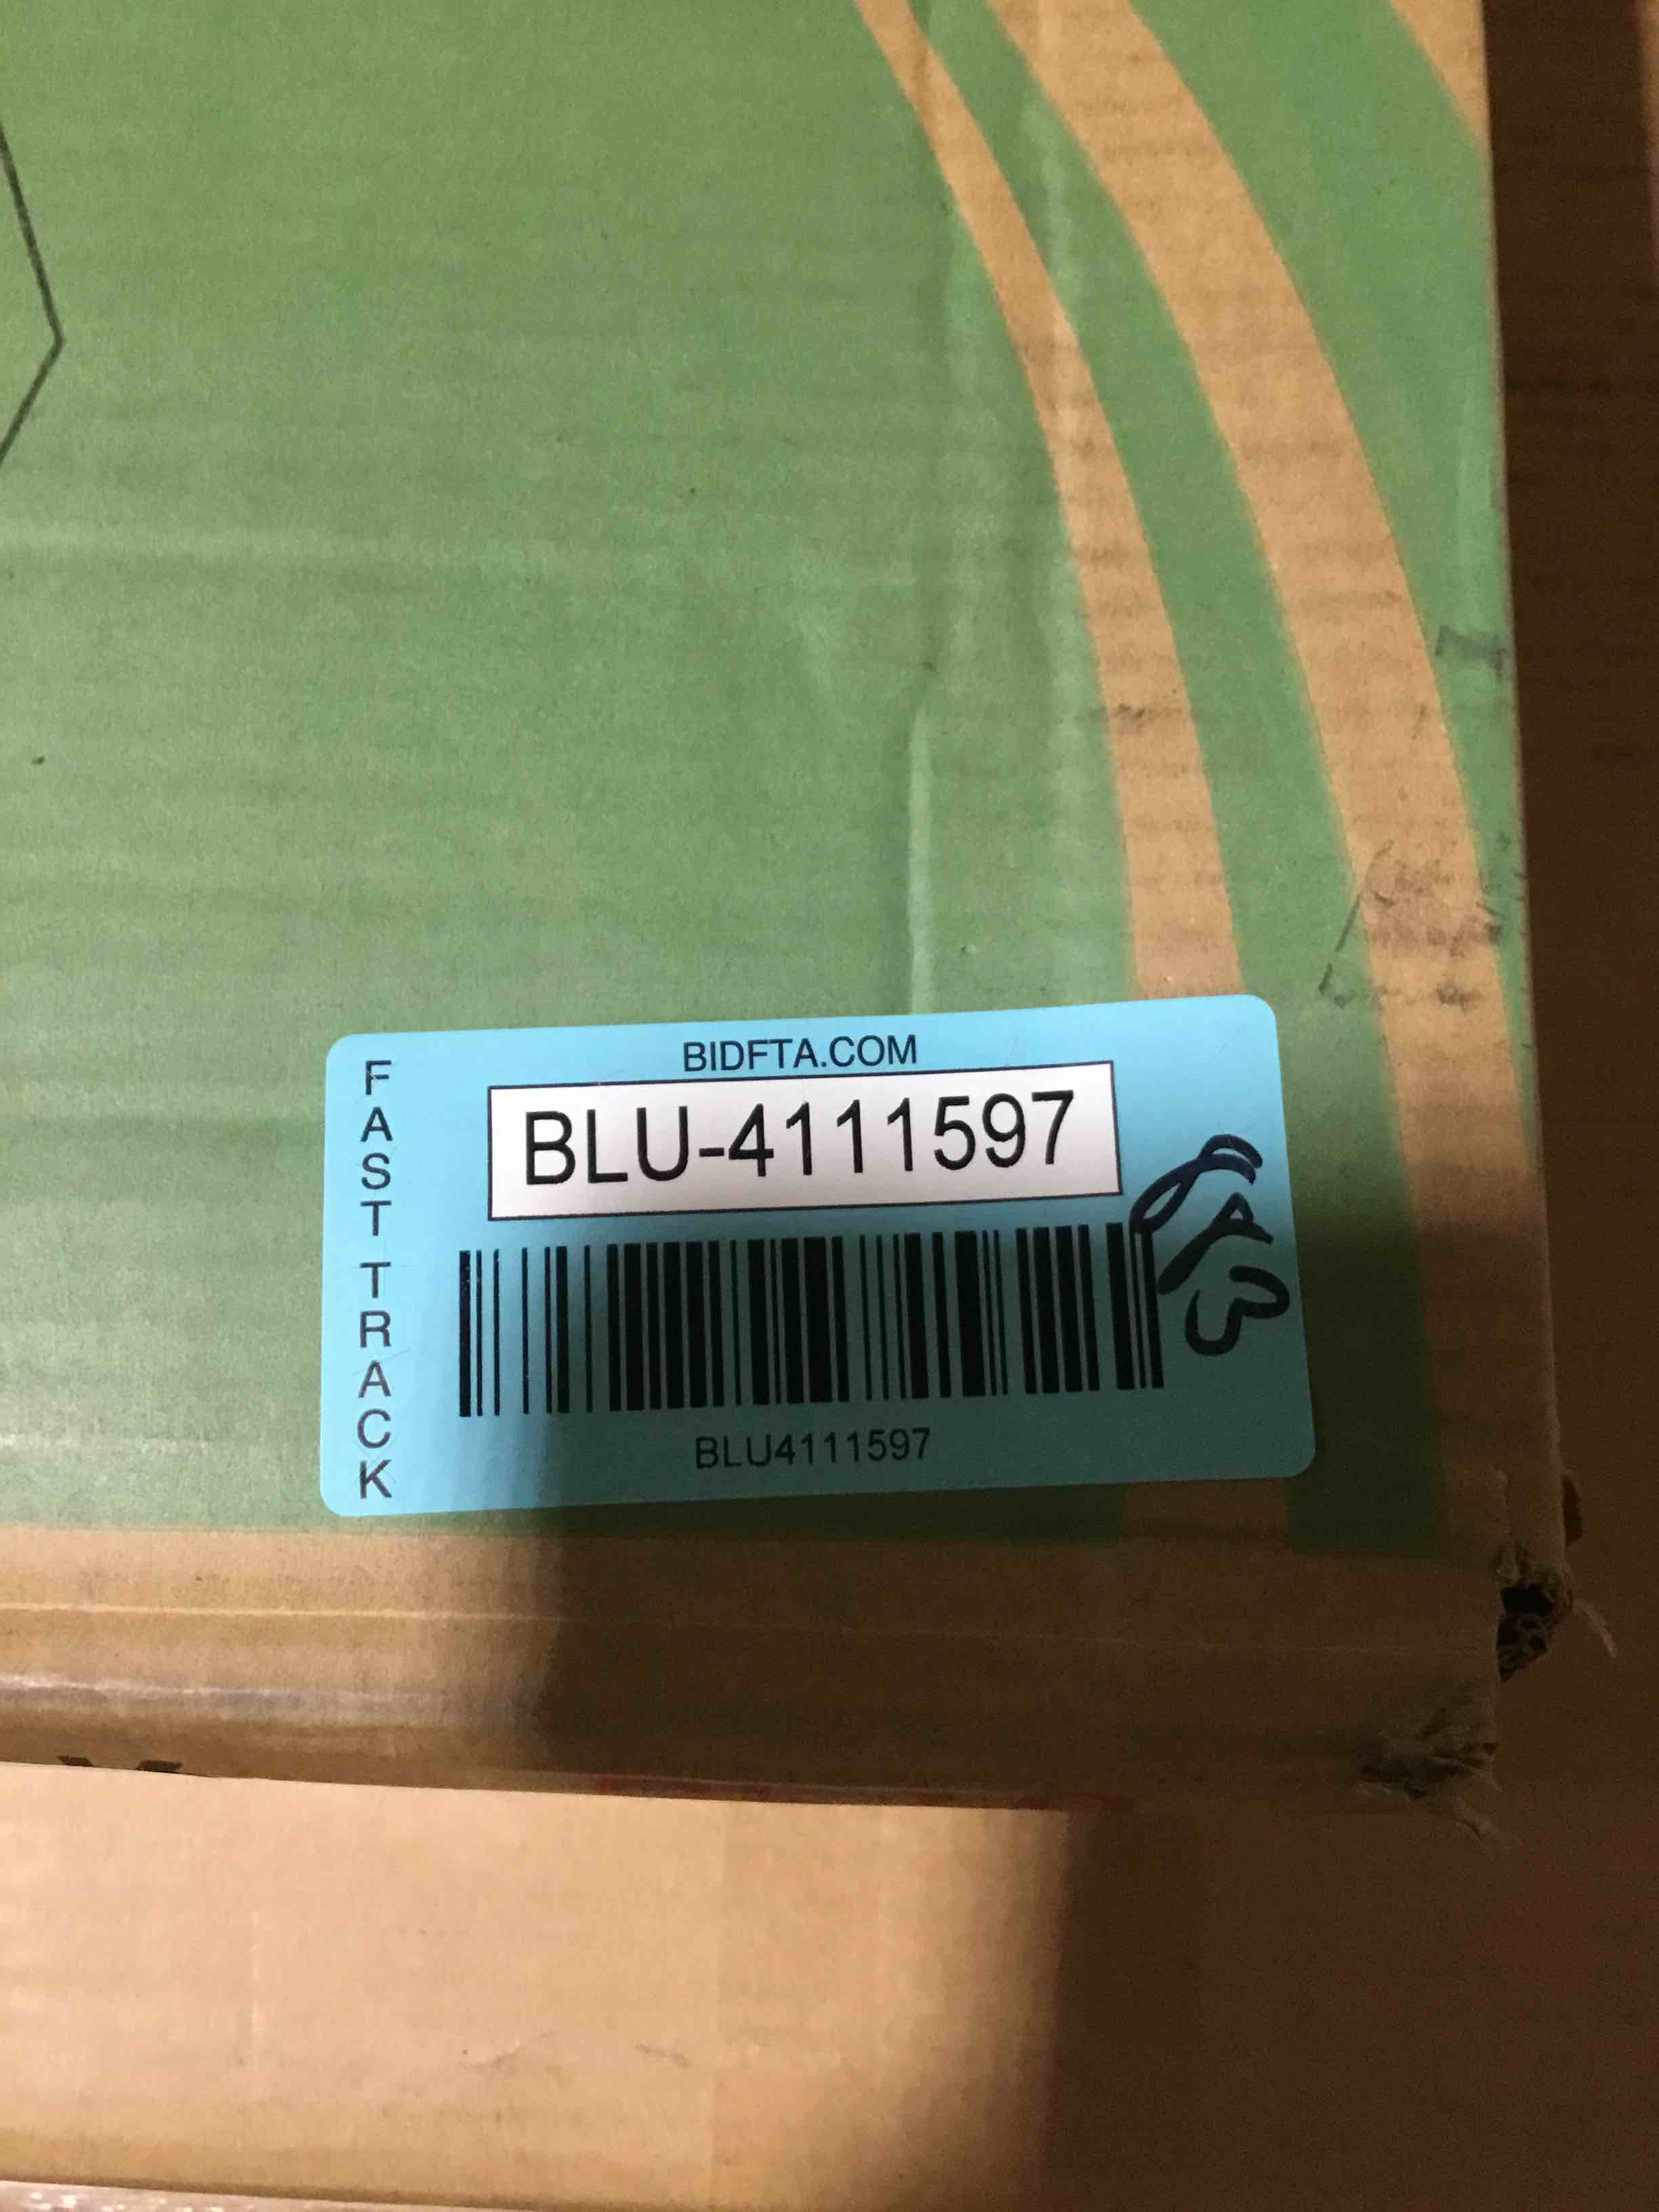 BIDFTA.COM
FAST TRACK
BLU-4111597
BLU4111597